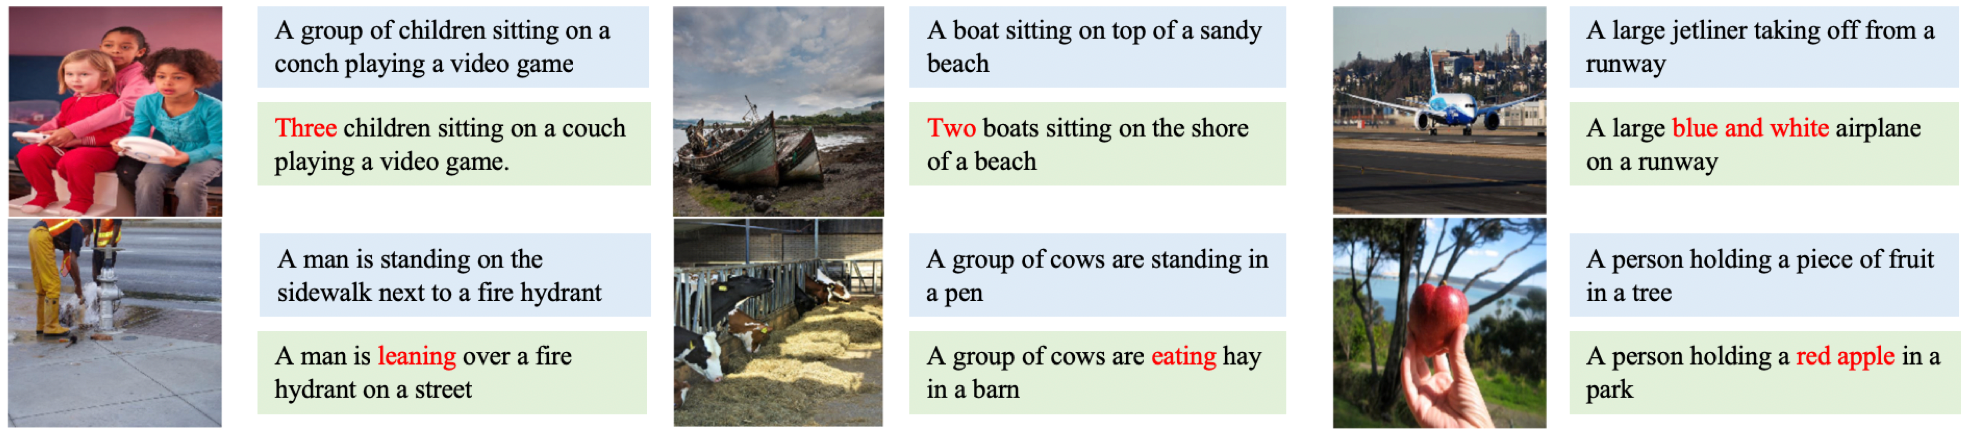 A group of children sitting on a
conch playing a video game
Three children sitting on a couch
playing a video game.
A boat sitting on top of a sandy
beach
Two boats sitting on the shore
of a beach
A large jetliner taking off from a
runway
A large blue and white airplane
on a runway
A man is standing on the
sidewalk next to a fire hydrant
A man is leaning over a fire
hydrant on a street
A group of cows are standing in
a pen
A group of cows are eating hay
in a barn
A person holding a piece of fruit
in a tree
A person holding a red apple in a
park